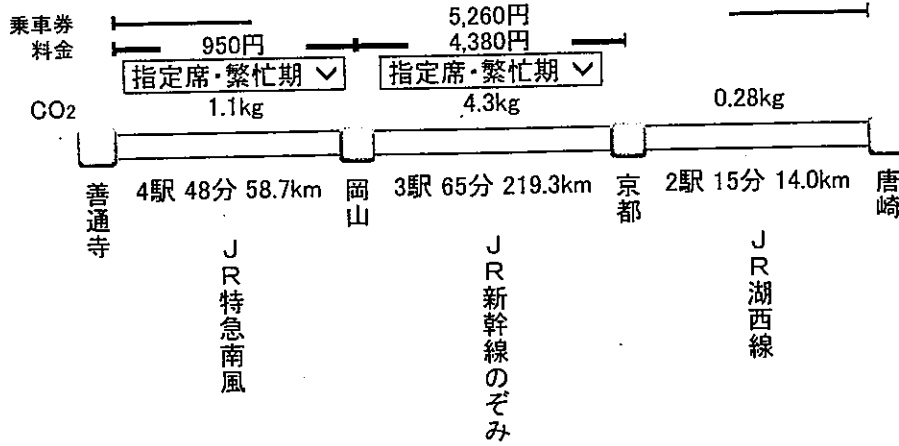 乗車券 5,260円
料金 950円 4,380円
指定席・繁忙期 指定席・繁忙期
CO2 1.1kg 4.3kg 0.28kg
4駅 48分 58.7km 3駅 65分 219.3km 2駅 15分 14.0km
善通寺
岡山
京都
唐崎
JR特急南風
JR新幹線のぞみ
JR湖西線